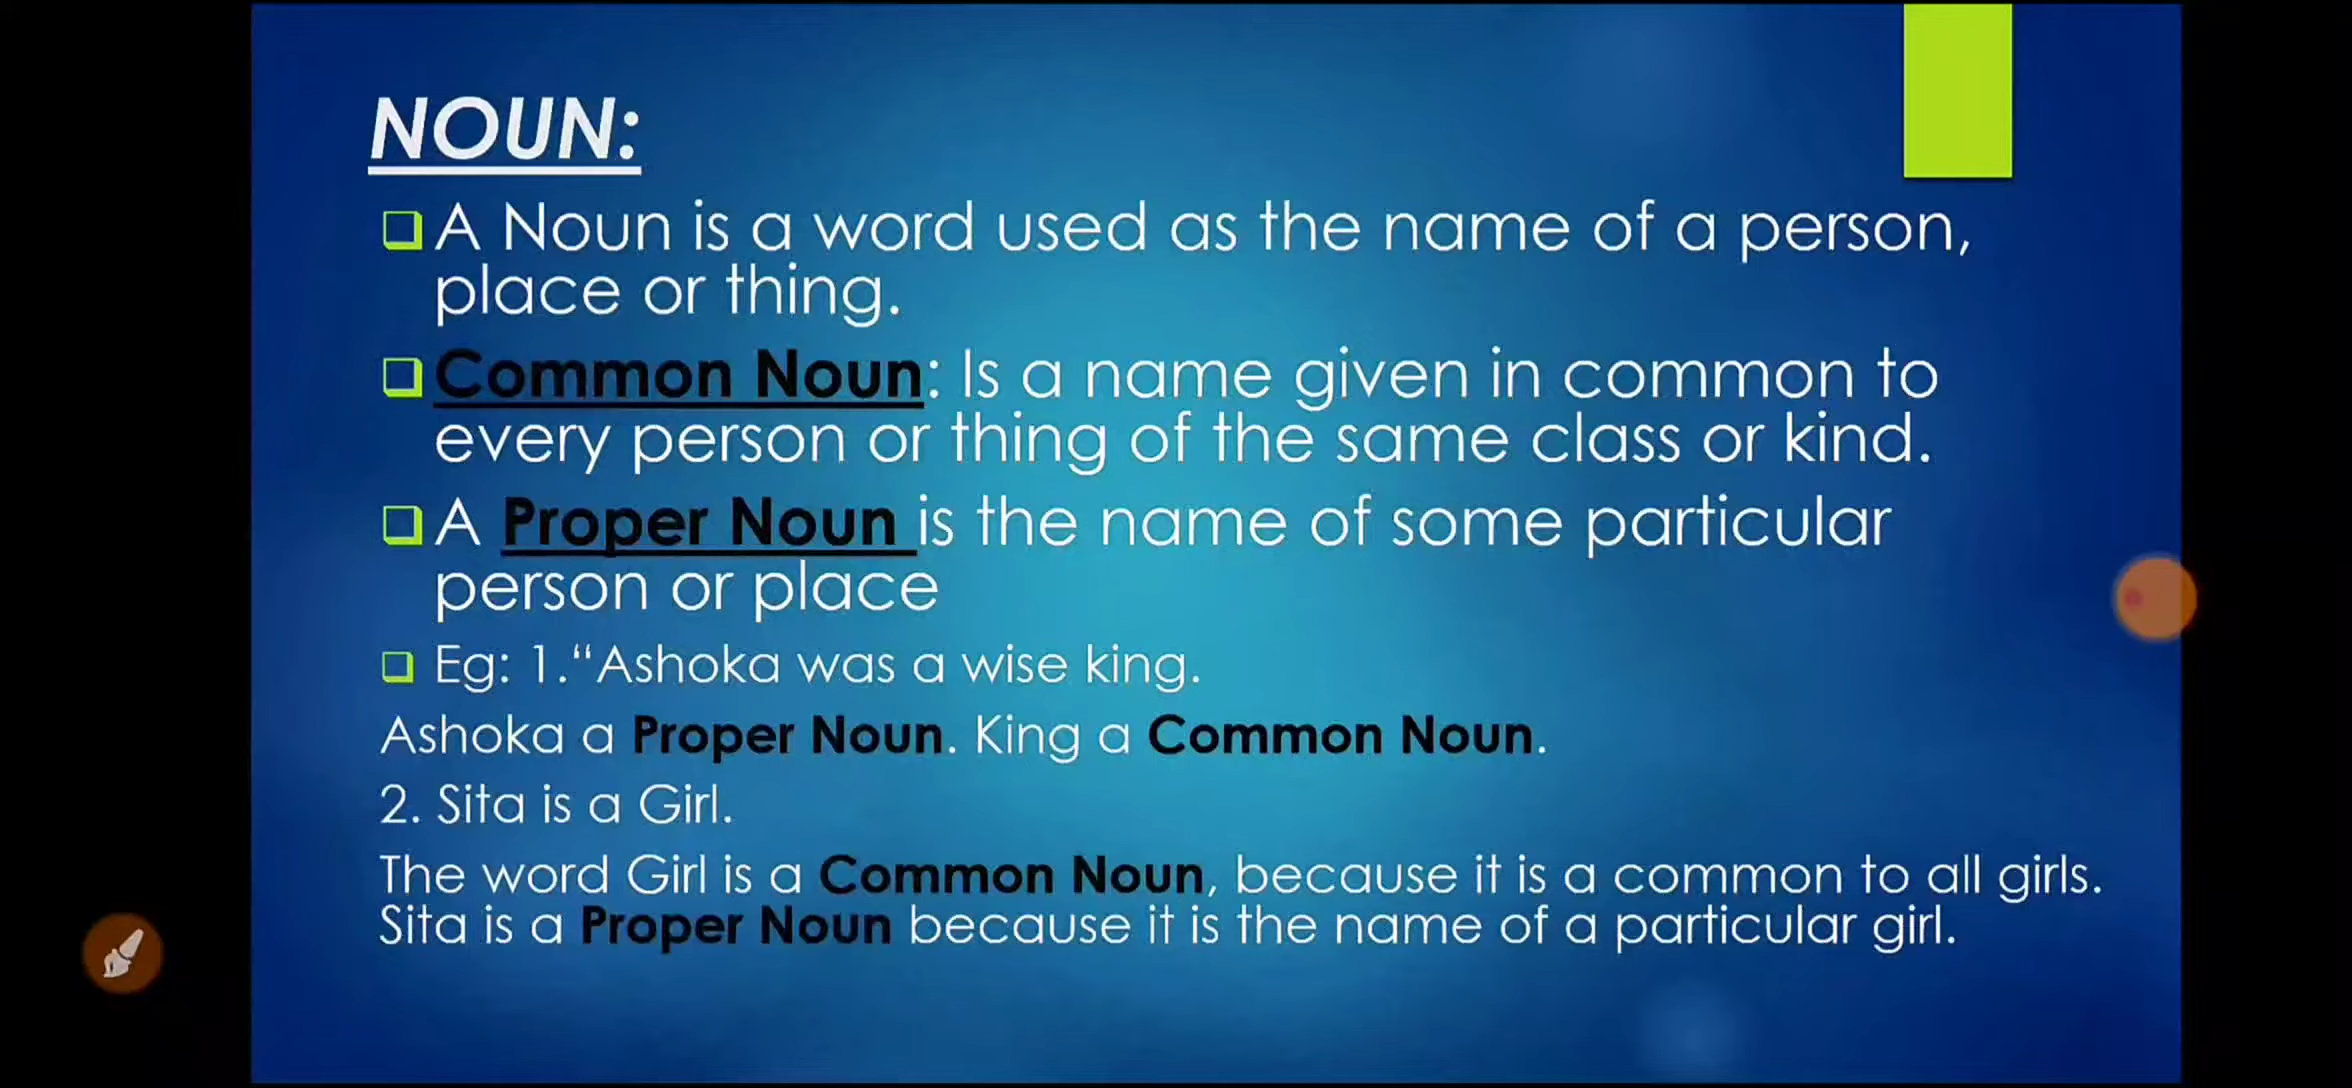 NOUN:
A Noun is a word used as the name of a person,
place or thing.
Common Noun: Is a name given in common to
every person or thing of the same class or kind.
A Proper Noun is the name of some particular
person or place
Eg: 1.“Ashoka was a wise king.
Ashoka a Proper Noun. King a Common Noun.
2. Sita is a Girl.
The word Girl is a Common Noun, because it is a common to all girls.
Sita is a Proper Noun because it is the name of a particular girl.